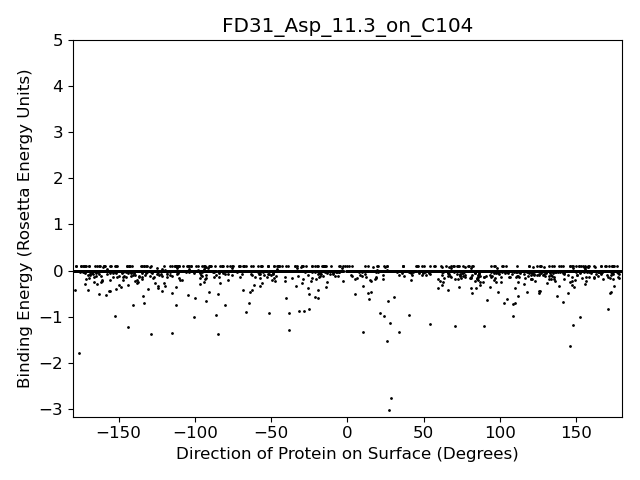 FD31_Asp_11.3_on_C104
Binding Energy (Rosetta Energy Units)
5
4
3
2
1
0
−1
−2
−3
−150 −100 −50 0 50 100 150
Direction of Protein on Surface (Degrees)